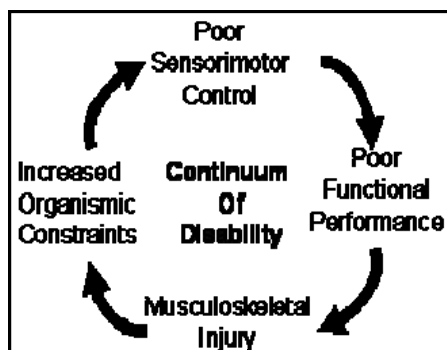 Poor
Sensorimotor
Control
Poor
Functional
Performance
Musculoskeletal
Injury
Increased
Organismic
Constraints
Continuum
Of
Disability